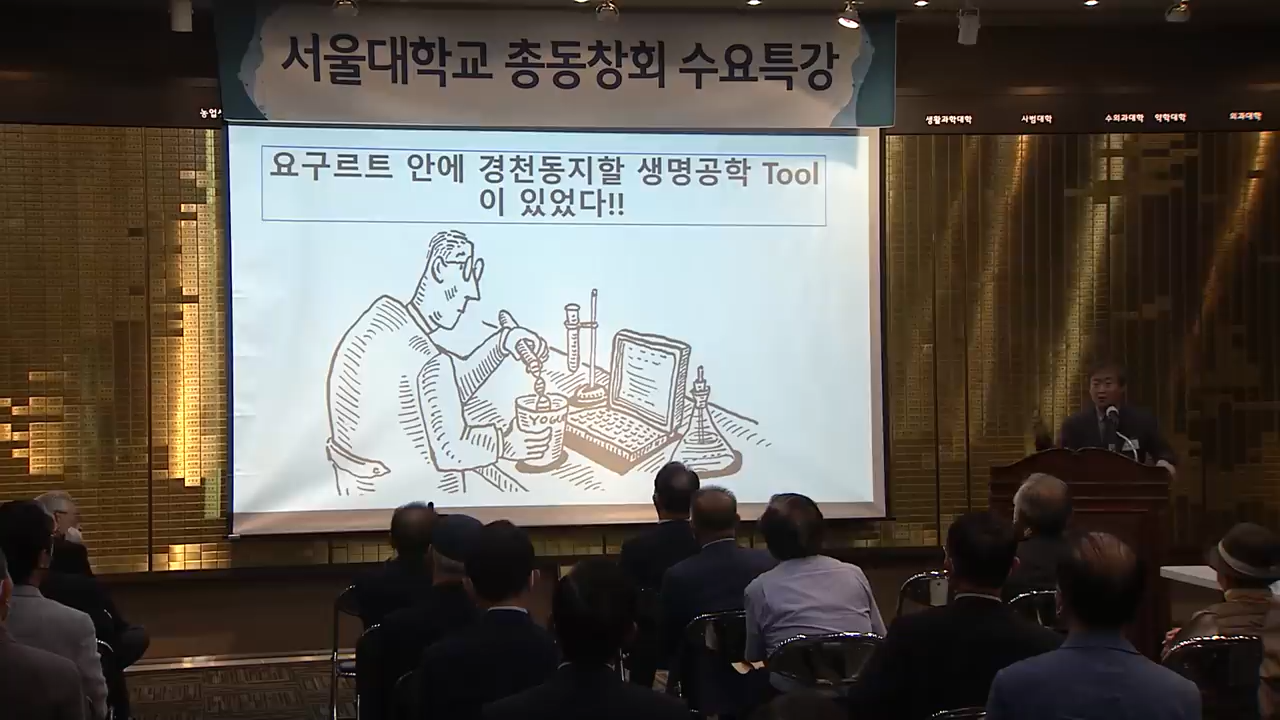 서울대학교 총동창회 수요특강
생활과학대학 사범대학 수의과대학 약학대학 의과대학
요구르트 안에 경천동지할 생명공학 Tool
이 있었다!!